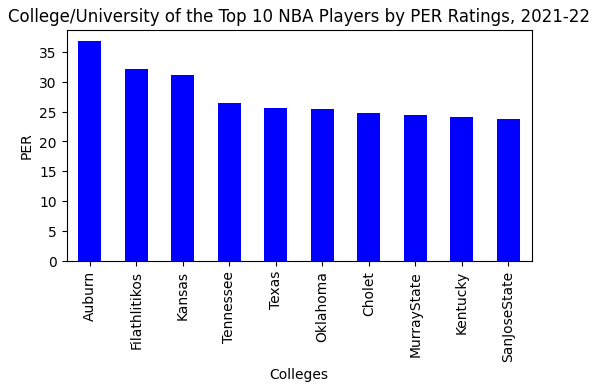 College/University of the Top 10 NBA Players by PER Ratings, 2021-22
35
30
25
20
15
10
5
0
PER
Auburn
Filathlitikos
Kansas
Tennessee
Texas
Oklahoma
Cholet
MurrayState
Kentucky
SanJoseState
Colleges